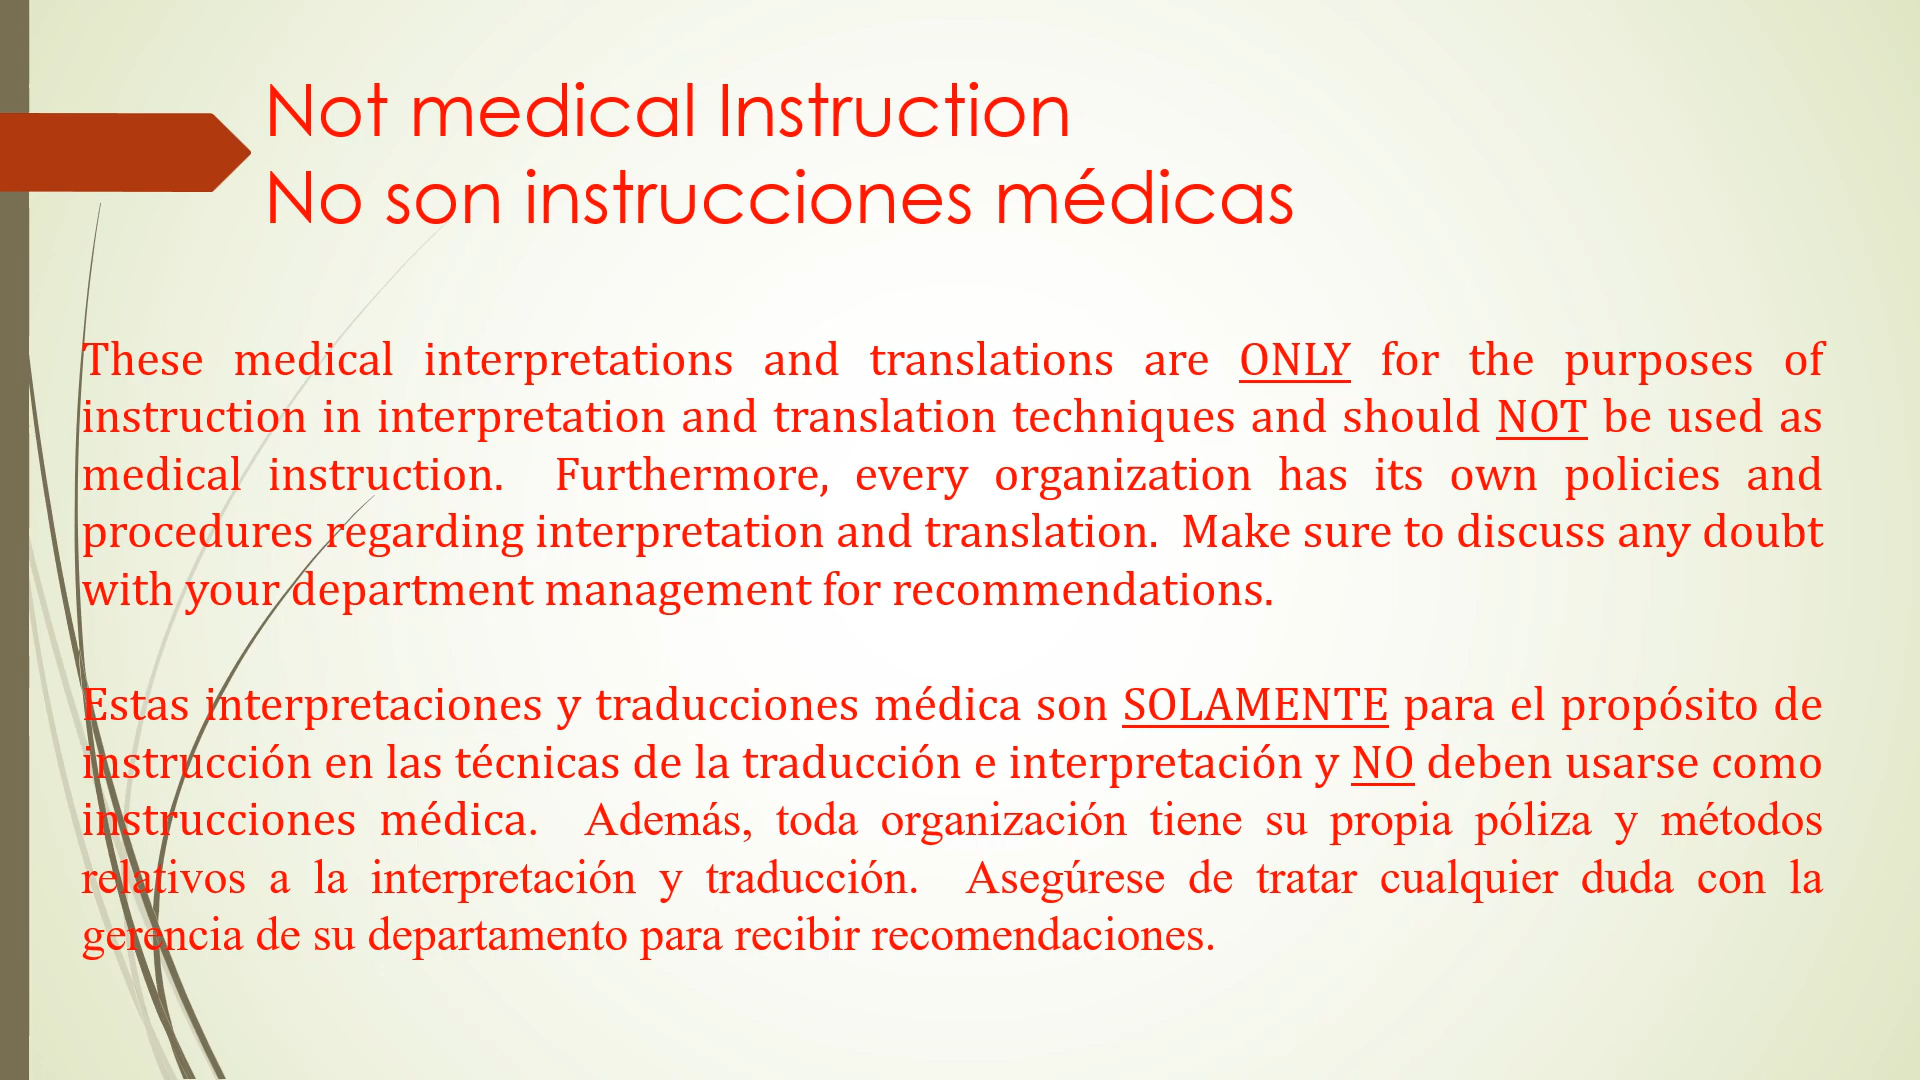 Not medical Instruction
No son instrucciones médicas
These medical interpretations and translations are ONLY for the purposes of
instruction in interpretation and translation techniques and should NOT be used as
medical instruction. Furthermore, every organization has its own policies and
procedures regarding interpretation and translation. Make sure to discuss any doubt
with your department management for recommendations.
Estas interpretaciones y traducciones médica son SOLAMENTE para el propósito de
instrucción en las técnicas de la traducción e interpretación y NO deben usarse como
instrucciones médica. Además, toda organización tiene su propia póliza y métodos
relativos a la interpretación y traducción. Asegúrese de tratar cualquier duda con la
gerencia de su departamento para recibir recomendaciones.